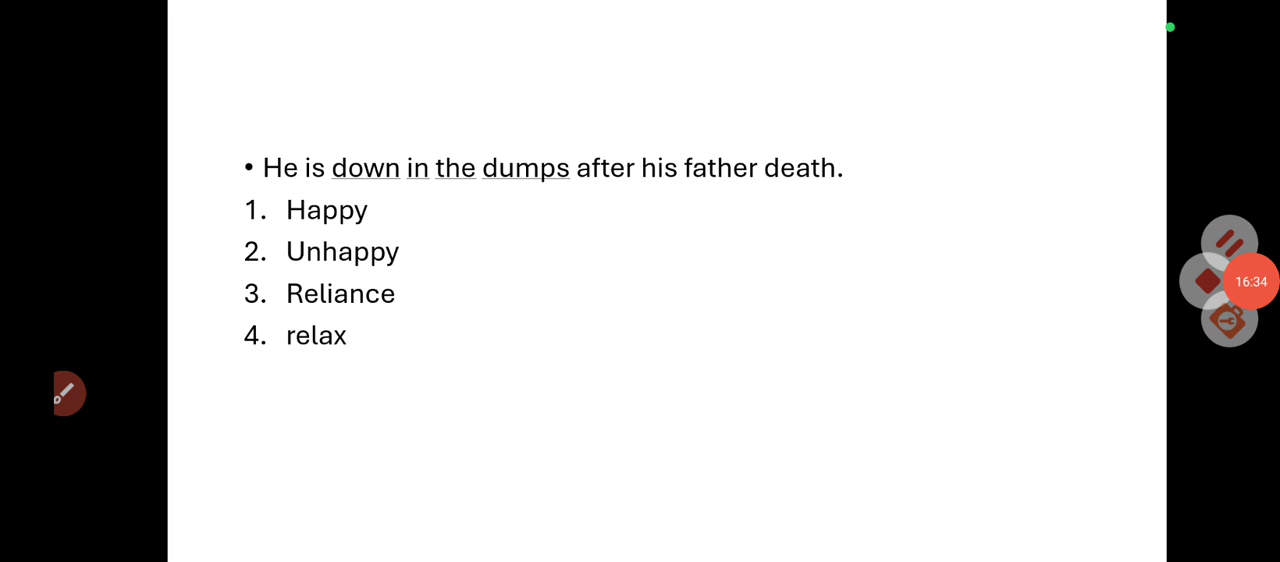 • He is down in the dumps after his father death.
1. Happy
2. Unhappy
3. Reliance
4. relax
16:34